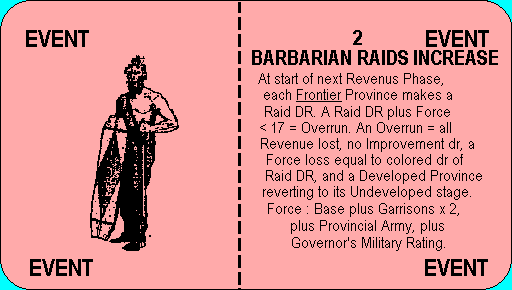 EVENT
2 EVENT
BARBARIAN RAIDS INCREASE
At start of next Revenus Phase,
each Frontier Province makes a
Raid DR. A Raid DR plus Force
< 17 = Overrun. An Overrun = all
Revenue lost, no Improvement dr, a
Force loss equal to colored dr of
Raid DR, and a Developed Province
reverting to its Undeveloped stage.
Force : Base plus Garrisons x 2,
plus Provincial Army, plus
Governor's Military Rating.
EVENT
EVENT